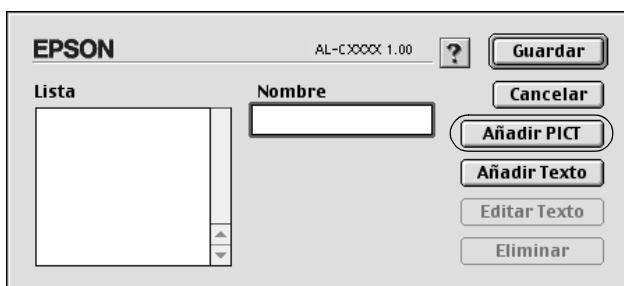 EPSON
AL-CXXXX 1.00
?
Guardar
Lista
Nombre
Cancelar
Añadir PICT
Añadir Texto
Editar Texto
Eliminar